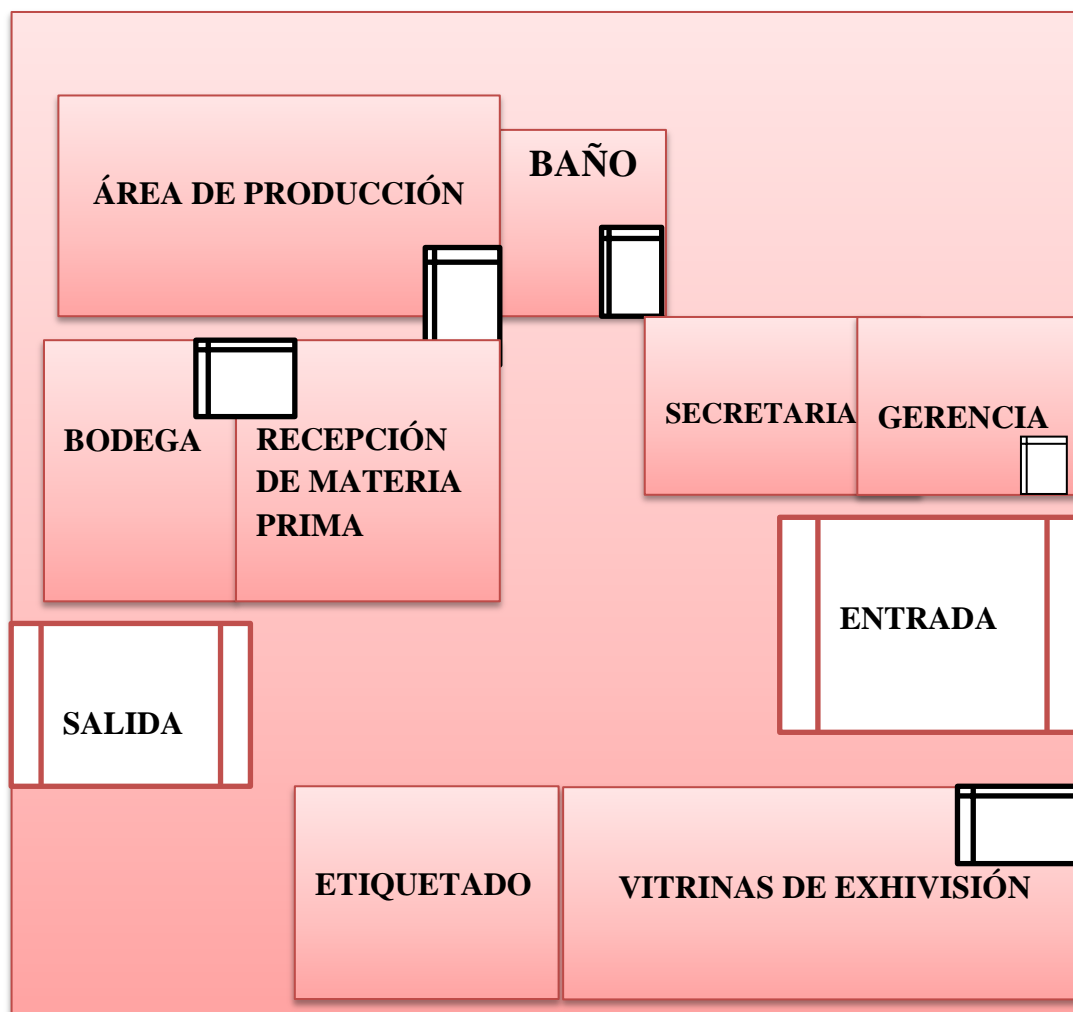 BAÑO
ÁREA DE PRODUCCIÓN
SECRETARIA
GERENCIA
BODEGA
RECEPCIÓN
DE MATERIA
PRIMA
ENTRADA
SALIDA
ETIQUETADO
VITRINAS DE EXHIVISIÓN